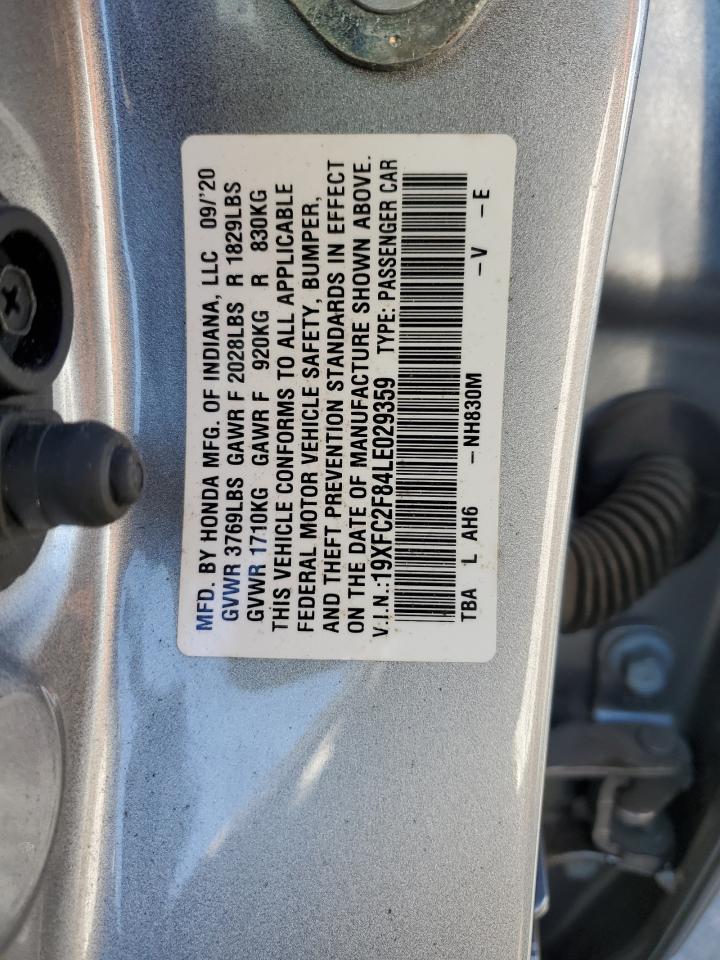 MFD. BY HONDA MFG. OF INDIANA, LLC 09/'20
GVWR 3769LBS GAWR F 2028LBS R 1829LBS
GVWR 1710KG GAWR F 920KG R 830KG
THIS VEHICLE CONFORMS TO ALL APPLICABLE
FEDERAL MOTOR VEHICLE SAFETY, BUMPER,
AND THEFT PREVENTION STANDARDS IN EFFECT
ON THE DATE OF MANUFACTURE SHOWN ABOVE.
V.I.N.:19XFC2F84LE029359 TYPE: PASSENGER CAR
TBA L AH6 -NH830M -V -E